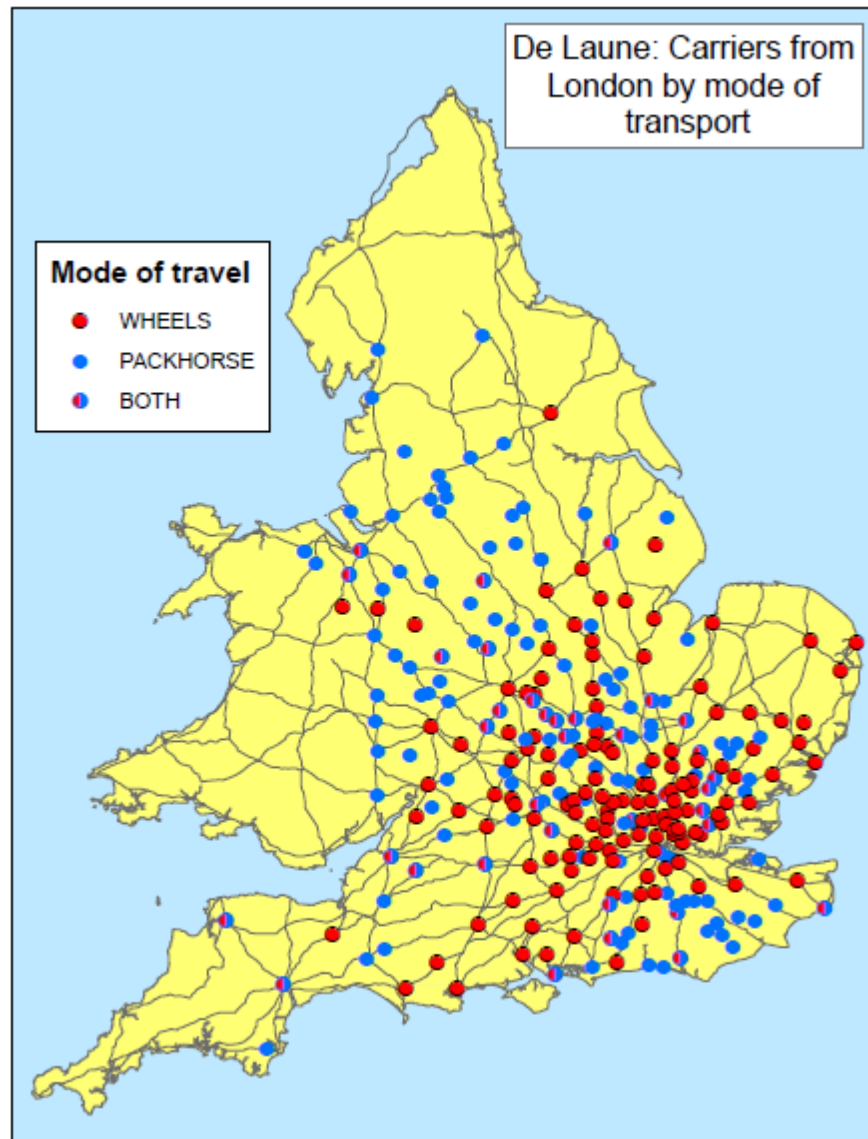 De Laune: Carriers from
London by mode of
transport
Mode of travel
WHEELS
PACKHORSE
BOTH